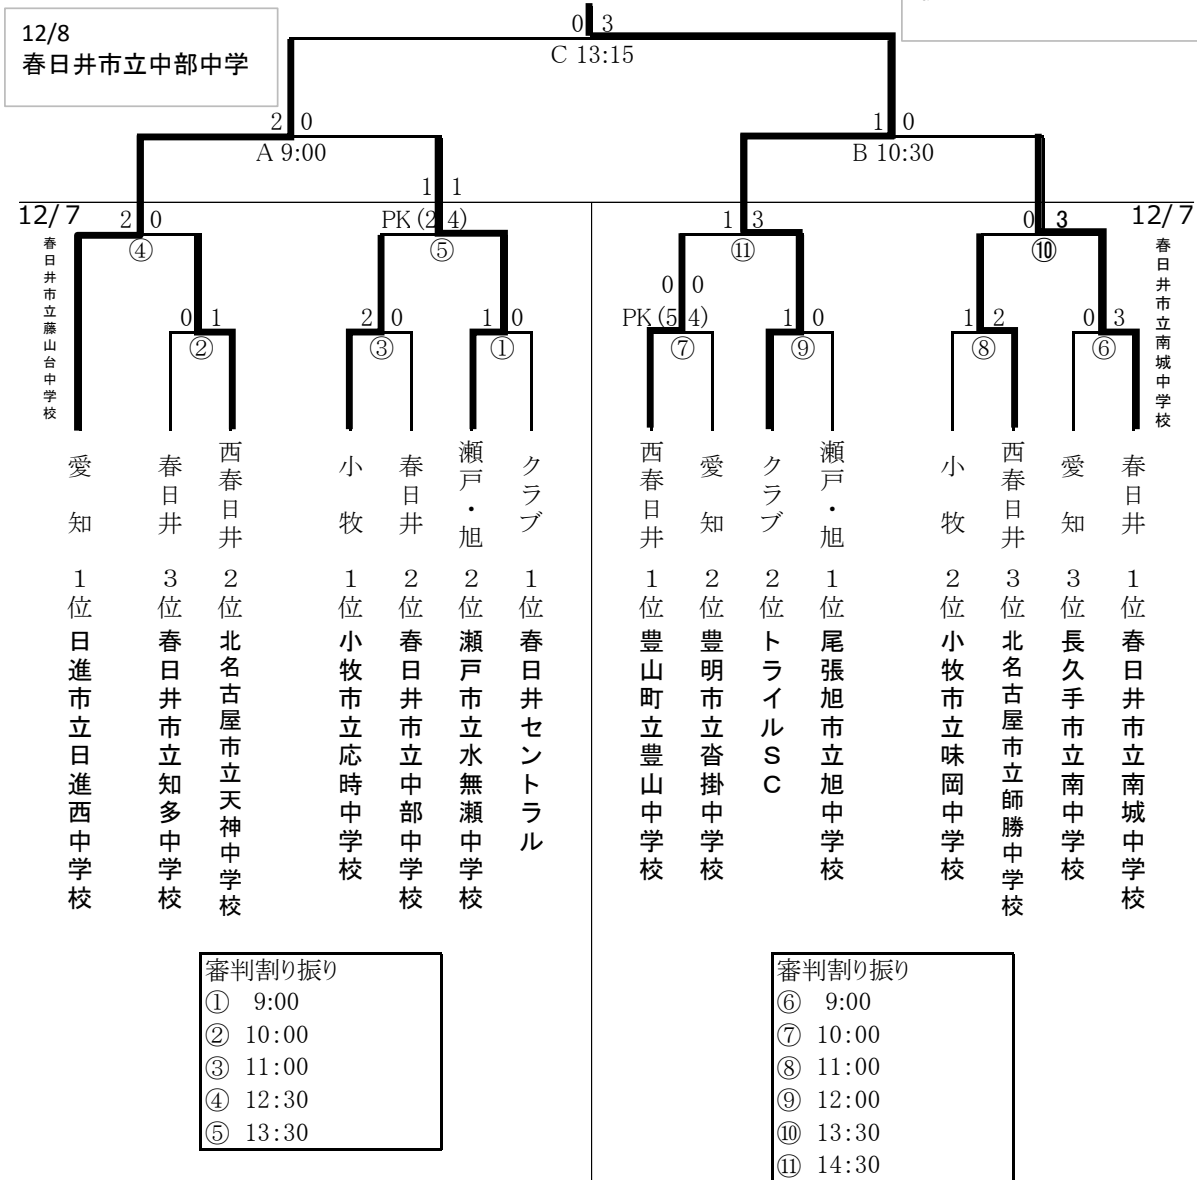 12/8
春日井市立中部中学
0 3
C 13:15
2 0
A 9:00
1 0
B 10:30
12/7
春日井市立藤山台中学校
2 0
④
1 1
PK(2 4)
⑤
1 3
⑪
0 3
⑩
12/7
春日井市立南城中学校
0 1
②
2 0
③
1 0
①
0 0
PK(5 4)
⑦
1 0
⑨
1 2
⑧
0 3
⑥
愛知 1位 日進市立日進西中学校
春日井 3位 春日井市立知多中学校
西春日井 2位 北名古屋市立天神中学校
小牧 1位 小牧市立応時中学校
春日井 2位 春日井市立中部中学校
瀬戸・旭 2位 瀬戸市立水無瀬中学校
クラブ 1位 春日井セントラル
西春日井 1位 豊山町立豊山中学校
愛知 2位 豊明市立沓掛中学校
クラブ 2位 トライルSC
瀬戸・旭 1位 尾張旭市立旭中学校
小牧 2位 小牧市立味岡中学校
西春日井 3位 北名古屋市立師勝中学校
愛知 3位 長久手市立南中学校
春日井 1位 春日井市立南城中学校
審判割り振り
① 9:00
② 10:00
③ 11:00
④ 12:30
⑤ 13:30
審判割り振り
⑥ 9:00
⑦ 10:00
⑧ 11:00
⑨ 12:00
⑩ 13:30
⑪ 14:30